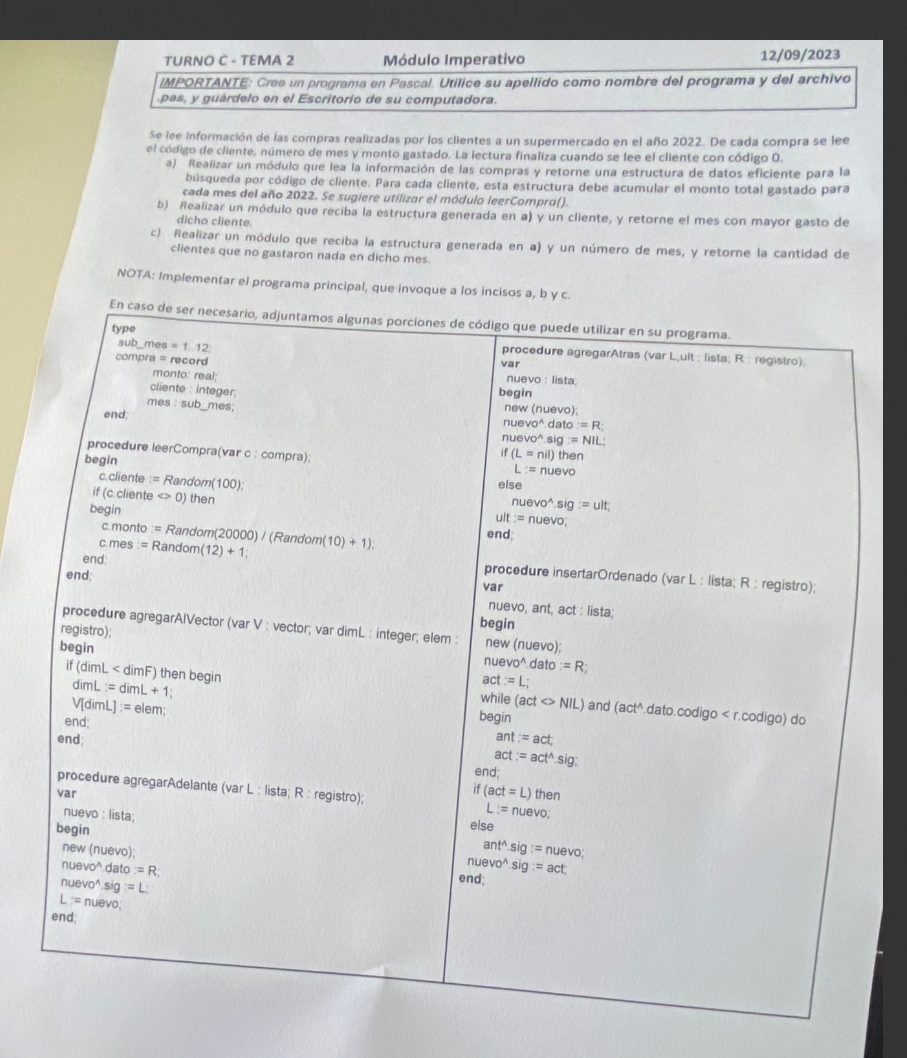 TURNO C - TEMA 2 Módulo Imperativo 12/09/2023
IMPORTANTE: Cree un programa en Pascal. Utilice su apellido como nombre del programa y del archivo
.pas, y guárdelo en el Escritorio de su computadora.
Se lee información de las compras realizadas por los clientes a un supermercado en el año 2022. De cada compra se lee
el código de cliente, número de mes y monto gastado. La lectura finaliza cuando se lee el cliente con código 0.
a) Realizar un módulo que lea la información de las compras y retorne una estructura de datos eficiente para la
búsqueda por código de cliente. Para cada cliente, esta estructura debe acumular el monto total gastado para
cada mes del año 2022. Se sugiere utilizar el módulo leerCompra().
b) Realizar un módulo que reciba la estructura generada en a) y un cliente, y retorne el mes con mayor gasto de
dicho cliente.
c) Realizar un módulo que reciba la estructura generada en a) y un número de mes, y retorne la cantidad de
clientes que no gastaron nada en dicho mes.
NOTA: Implementar el programa principal, que invoque a los incisos a, b y c.
En caso de ser necesario, adjuntamos algunas porciones de código que puede utilizar en su programa.
type
sub_mes = 1..12;
compra = record
monto: real;
cliente : integer;
mes : sub_mes;
end;
procedure leerCompra(var c : compra);
begin
c.cliente := Random(100);
if (c.cliente <> 0) then
begin
c.monto := Random(20000) / (Random(10) + 1);
c.mes := Random(12) + 1;
end;
end;
procedure agregarAlVector (var V : vector; var dimL : integer; elem :
registro);
begin
if (dimL < dimF) then begin
dimL := dimL + 1;
V[dimL] := elem;
end;
end;
procedure agregarAdelante (var L : lista; R : registro);
var
nuevo : lista;
begin
new (nuevo);
nuevo^.dato := R;
nuevo^.sig := L;
L := nuevo;
end;
procedure agregarAtras (var L,ult : lista; R : registro);
var
nuevo : lista;
begin
new (nuevo);
nuevo^.dato := R;
nuevo^.sig := NIL;
if (L = nil) then
L := nuevo
else
nuevo^.sig := ult;
ult := nuevo;
end;
procedure insertarOrdenado (var L : lista; R : registro);
var
nuevo, ant, act : lista;
begin
new (nuevo);
nuevo^.dato := R;
act := L;
while (act <> NIL) and (act^.dato.codigo < r.codigo) do
begin
ant := act;
act := act^.sig;
end;
if (act = L) then
L := nuevo;
else
ant^.sig := nuevo;
nuevo^.sig := act;
end;